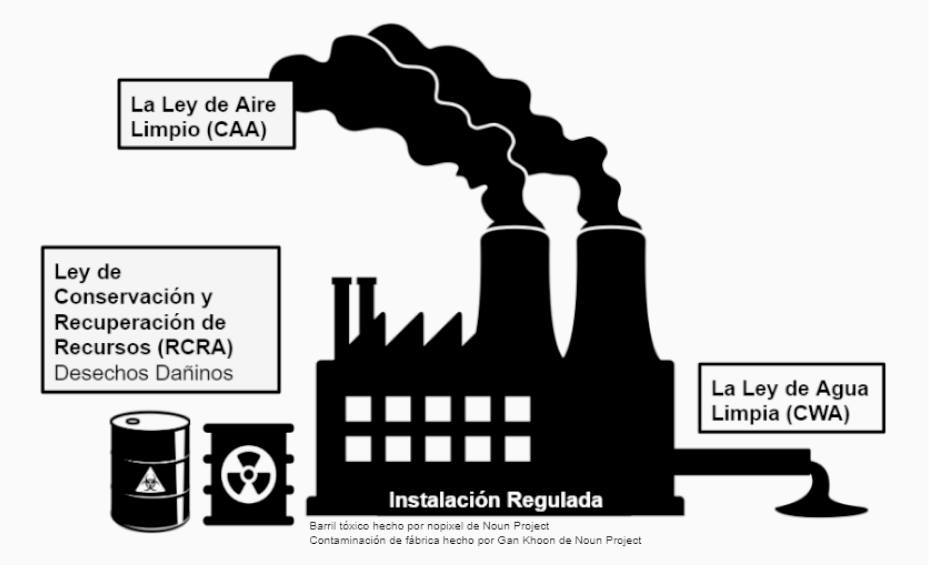 La Ley de Aire
Limpio (CAA)
Ley de
Conservación y
Recuperación de
Recursos (RCRA)
Desechos Dañinos
La Ley de Agua
Limpia (CWA)
Instalación Regulada
Barril tóxico hecho por nopixel de Noun Project
Contaminación de fábrica hecho por Gan Khoon de Noun Project